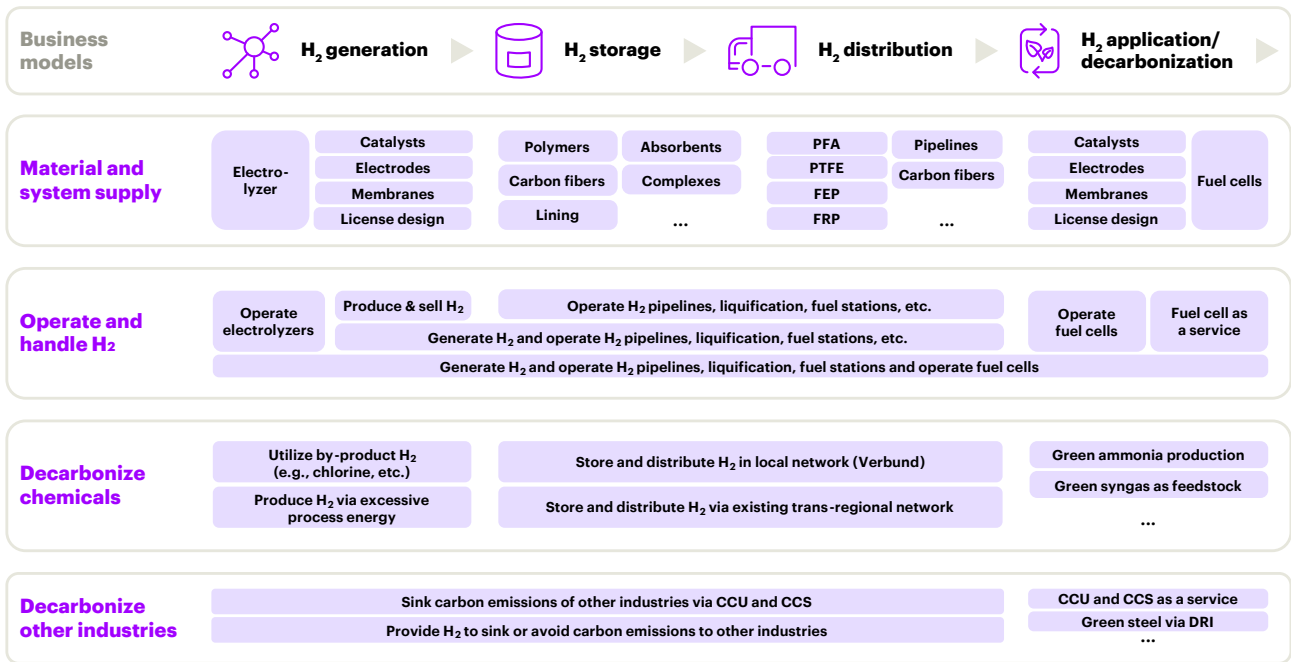 Business
models
H₂ generation
H₂ storage
H₂ distribution
H₂ application/
decarbonization
Material and
system supply
Electro-
lyzer
Catalysts
Electrodes
Membranes
License design
Polymers
Carbon fibers
Lining
Absorbents
Complexes
...
PFA
PTFE
FEP
FRP
Pipelines
Carbon fibers
...
Catalysts
Electrodes
Membranes
License design
Fuel cells
Operate and
handle H₂
Operate
electrolyzers
Produce & sell H₂
Operate H₂ pipelines, liquification, fuel stations, etc.
Generate H₂ and operate H₂ pipelines, liquification, fuel stations, etc.
Operate
fuel cells
Fuel cell as
a service
Generate H₂ and operate H₂ pipelines, liquification, fuel stations and operate fuel cells
Decarbonize
chemicals
Utilize by-product H₂
(e.g., chlorine, etc.)
Produce H₂ via excessive
process energy
Store and distribute H₂ in local network (Verbund)
Store and distribute H₂ via existing trans-regional network
Green ammonia production
Green syngas as feedstock
...
Decarbonize
other industries
Sink carbon emissions of other industries via CCU and CCS
Provide H₂ to sink or avoid carbon emissions to other industries
CCU and CCS as a service
Green steel via DRI
...